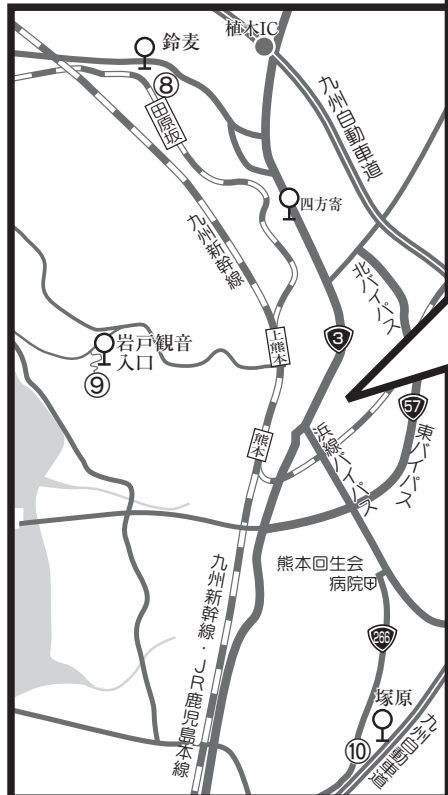 植木IC
鈴麦
⑧
田原坂
九州自動車道
四方寄
九州新幹線
北バイパス
3
上熊本
岩戸観音
入口
⑨
57
東バイパス
熊本
浜線バイパス
熊本回生会
病院
266
九州新幹線・JR鹿児島本線
塚原
⑩
九州自動車道